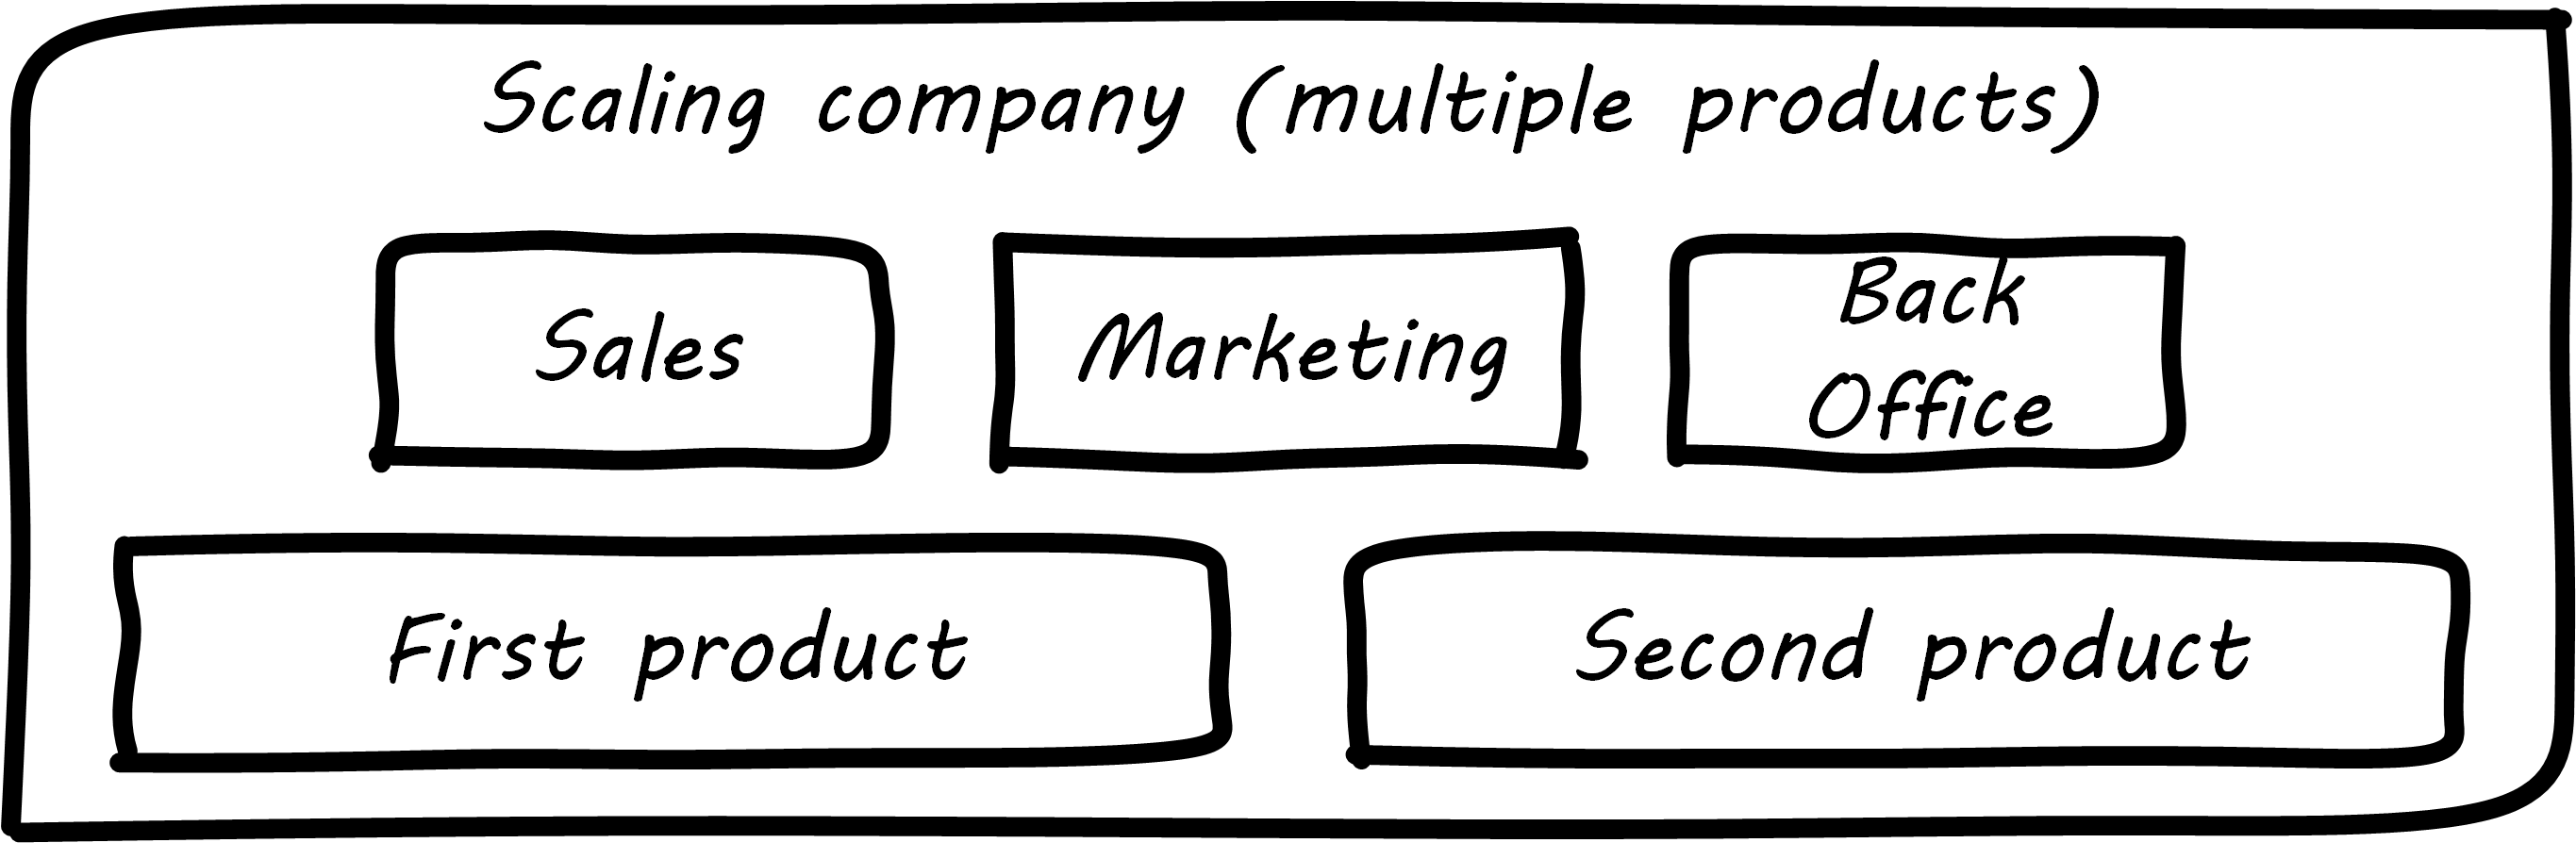 Scaling company (multiple products)
Sales
Marketing
Back
Office
First product
Second product